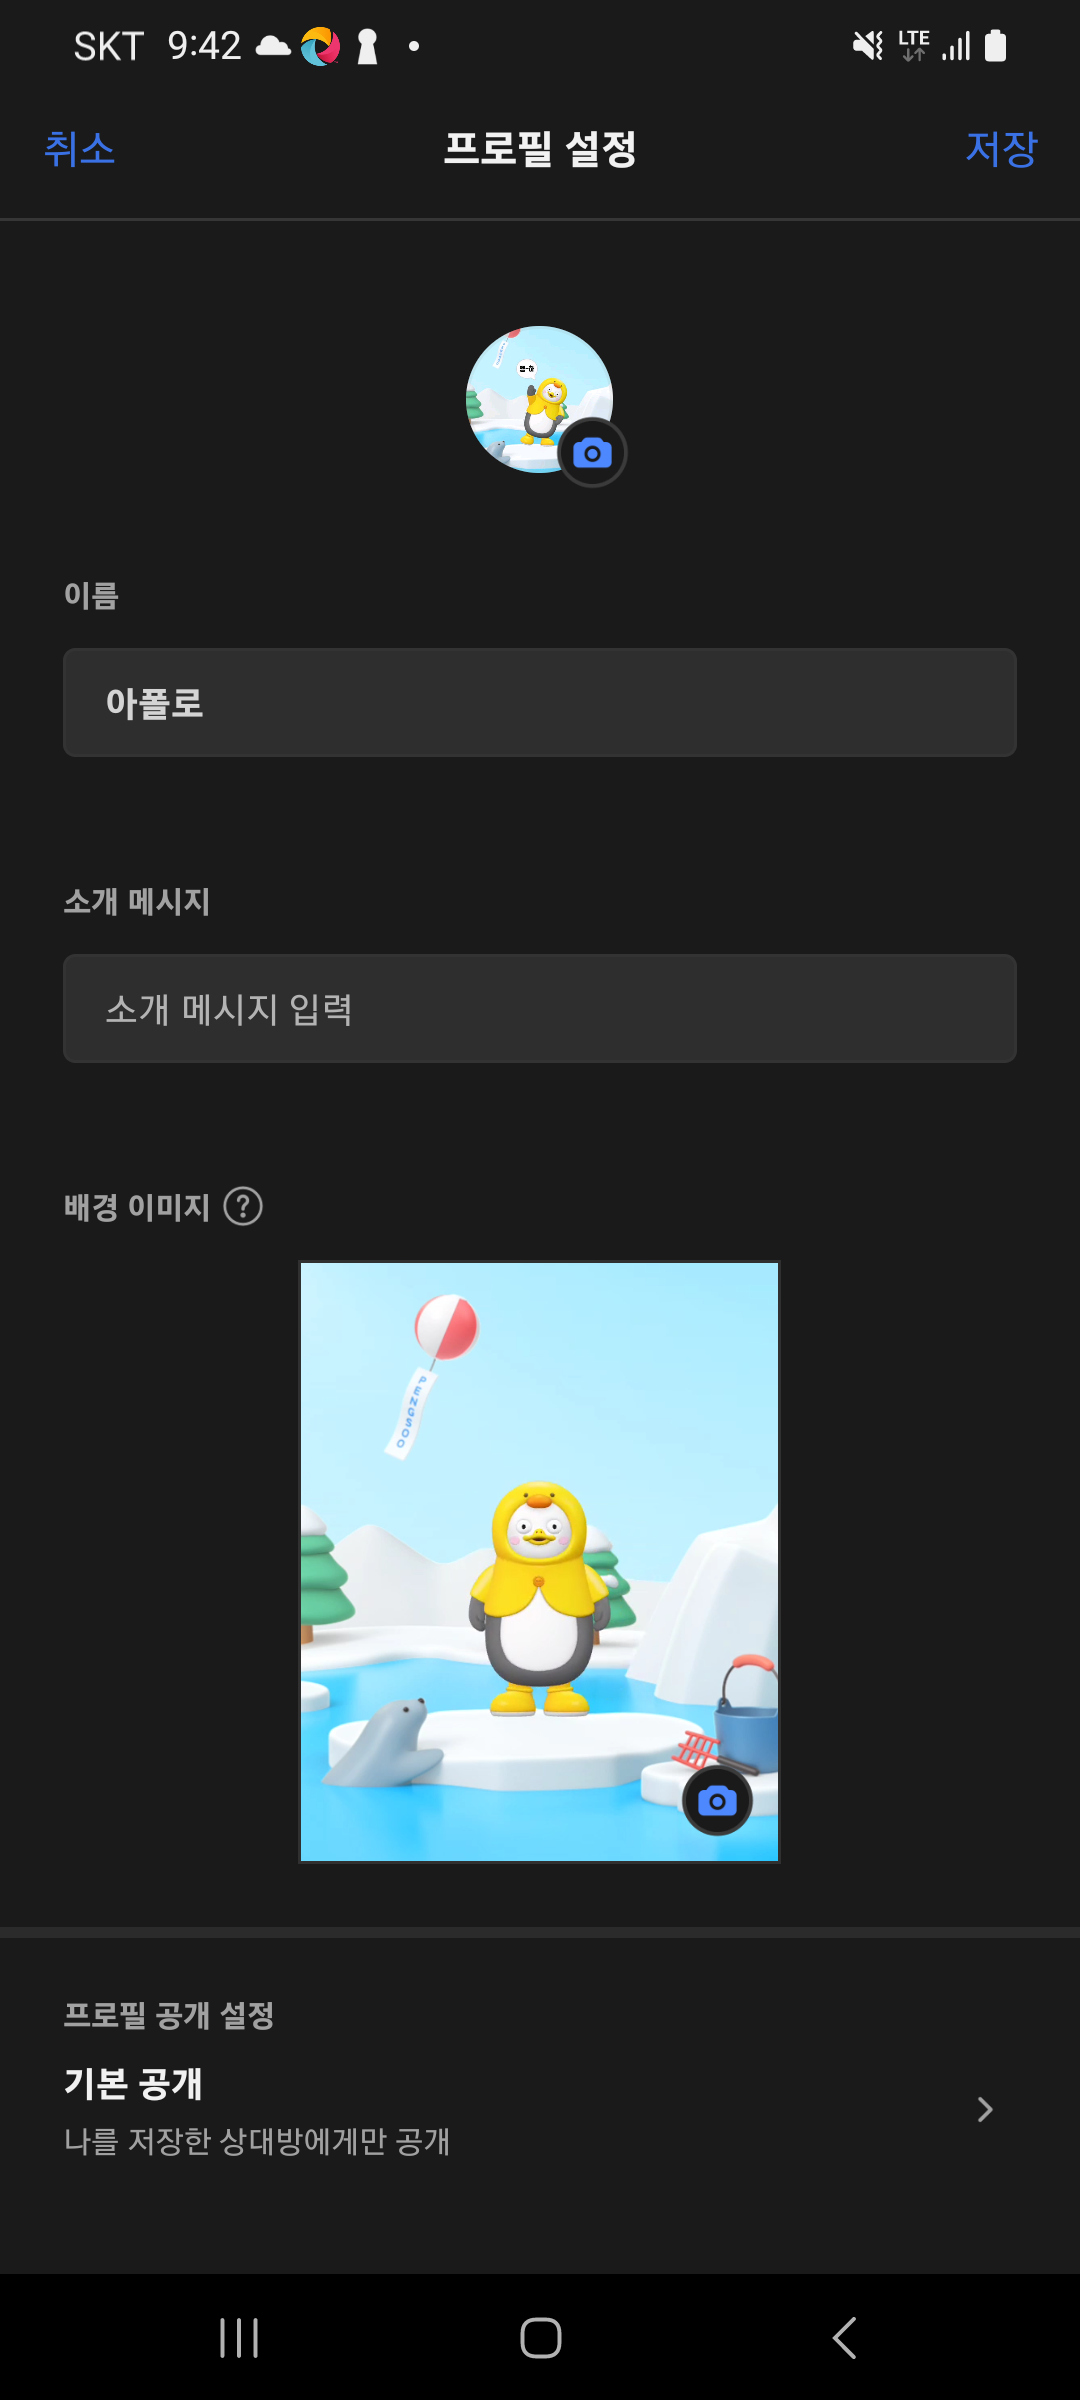 SKT 9:42
LTE
취소 프로필 설정 저장
이름
아폴로
소개 메시지
소개 메시지 입력
배경 이미지 ?
PENGSOO
프로필 공개 설정
기본 공개
나를 저장한 상대방에게만 공개